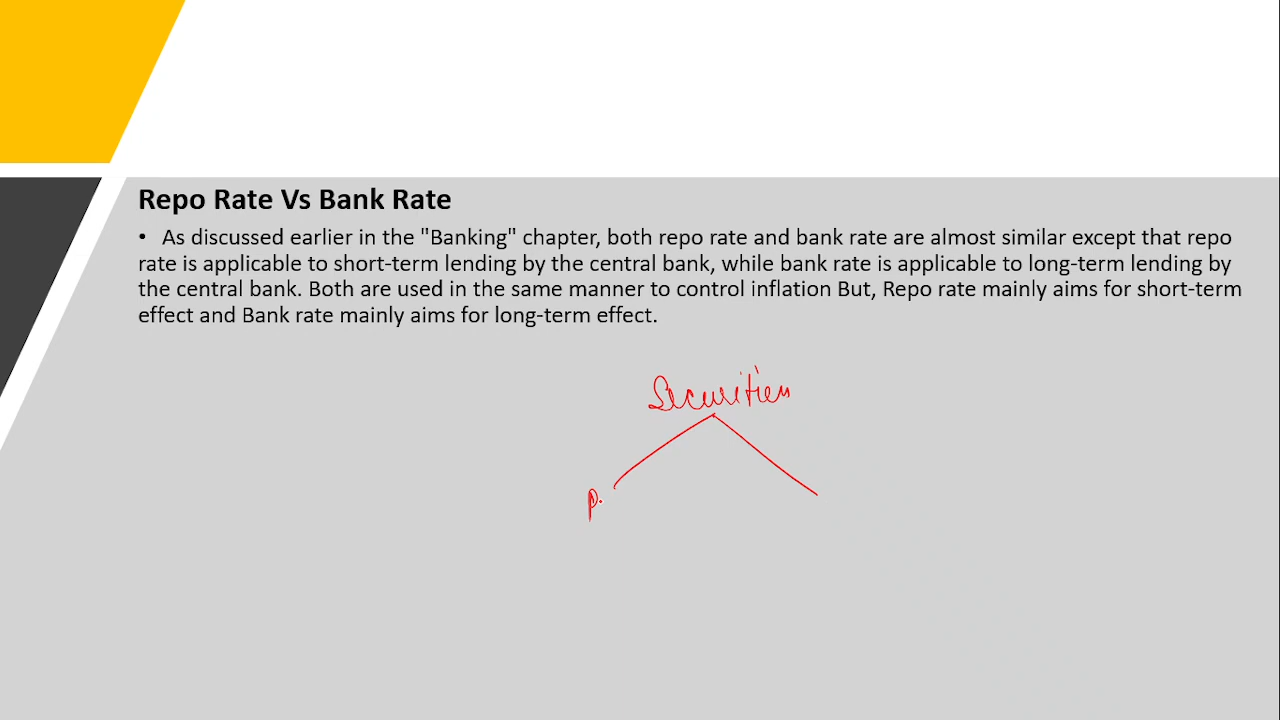 Repo Rate Vs Bank Rate
• As discussed earlier in the "Banking" chapter, both repo rate and bank rate are almost similar except that repo
rate is applicable to short-term lending by the central bank, while bank rate is applicable to long-term lending by
the central bank. Both are used in the same manner to control inflation But, Repo rate mainly aims for short-term
effect and Bank rate mainly aims for long-term effect.
Securities
p.